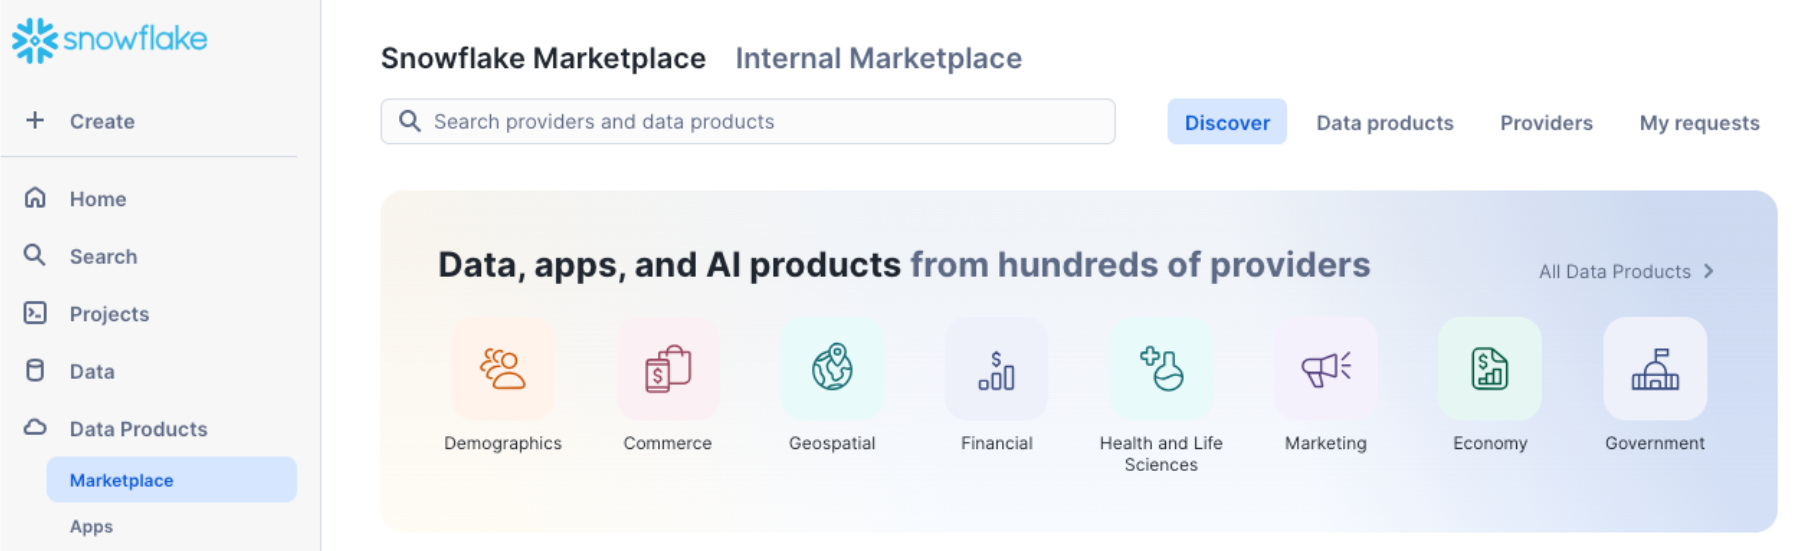 snowflake
Create
Home
Search
Projects
Data
Data Products
Marketplace
Apps
Snowflake Marketplace Internal Marketplace
Search providers and data products
Discover Data products Providers My requests
Data, apps, and AI products from hundreds of providers
All Data Products
Demographics
Commerce
Geospatial
Financial
Health and Life
Sciences
Marketing
Economy
Government